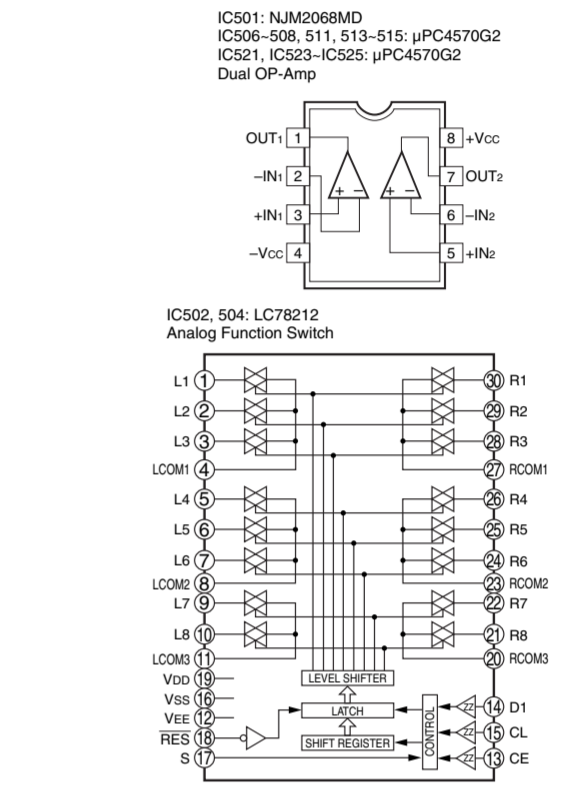 IC501: NJM2068MD
IC506~508, 511, 513~515: µPC4570G2
IC521, IC523~IC525: µPC4570G2
Dual OP-Amp
OUT1 1 8 +VCC
–IN1 2 7 OUT2
+ – + –
+IN1 3 6 –IN2
–VCC 4 5 +IN2
IC502, 504: LC78212
Analog Function Switch
L1 1 30 R1
L2 2 29 R2
L3 3 28 R3
LCOM1 4 27 RCOM1
L4 5 26 R4
L5 6 25 R5
L6 7 24 R6
LCOM2 8 23 RCOM2
L7 9 22 R7
L8 10 21 R8
LCOM3 11 20 RCOM3
VDD 19 LEVEL SHIFTER
VSS 16
VEE 12 LATCH CONTROL ZZ 14 D1
RES 18 SHIFT REGISTER ZZ 15 CL
S 17 ZZ 13 CE